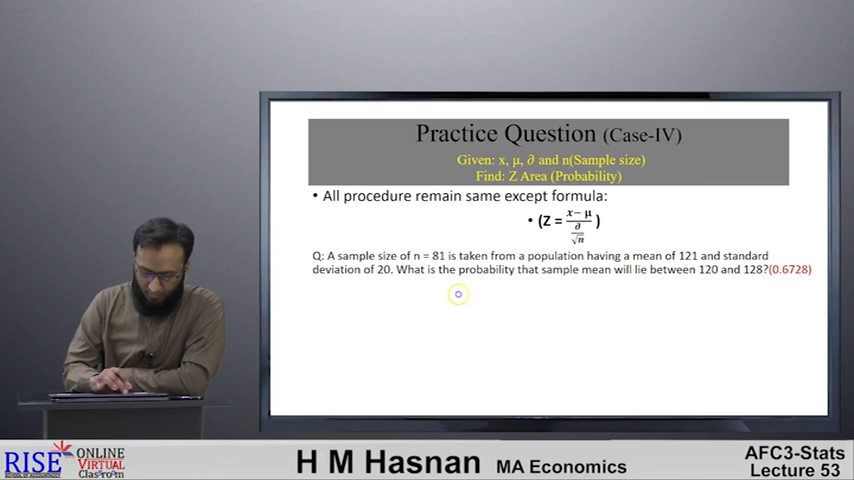 Practice Question (Case-IV)
Given: x, μ, ∂ and n(Sample size)
Find: Z Area (Probability)
• All procedure remain same except formula:
• (Z = x− μ / ∂/√n )
Q: A sample size of n = 81 is taken from a population having a mean of 121 and standard
deviation of 20. What is the probability that sample mean will lie between 120 and 128?(0.6728)
RISE ONLINE VIRTUAL Classroom
SCHOOL OF ACCOUNTANCY
H M Hasnan MA Economics
AFC3-Stats
Lecture 53